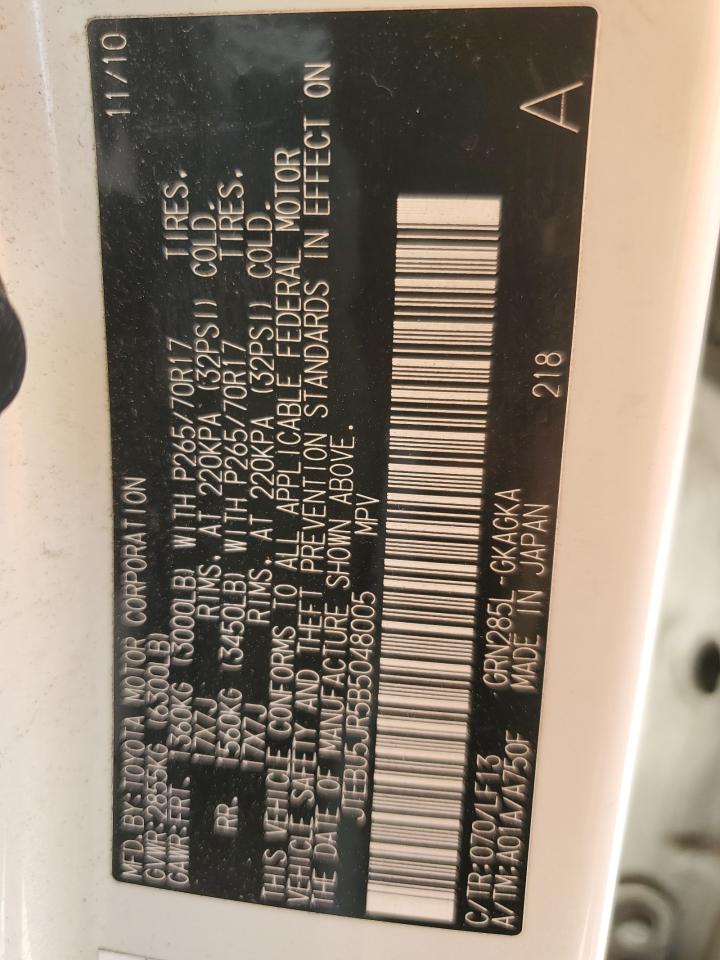 MFD. BY:TOYOTA MOTOR CORPORATION 11/10
GVWR:2855KG (6300LB)
GAWR:FRT. 1360KG (3000LB) WITH P265/70R17 TIRES.
17X7J RIMS. AT 220KPA (32PSI) COLD.
RR. 1560KG (3450LB) WITH P265/70R17 TIRES.
17X7J RIMS. AT 220KPA (32PSI) COLD.
THIS VEHICLE CONFORMS TO ALL APPLICABLE FEDERAL MOTOR
VEHICLE SAFETY AND THEFT PREVENTION STANDARDS IN EFFECT ON
THE DATE OF MANUFACTURE SHOWN ABOVE.
JTEBU5JR5B5048005 MPV
C/TR:070/LF13 GRN285L-GKAGKA
A/TM:A01A/A750F MADE IN JAPAN 218 A